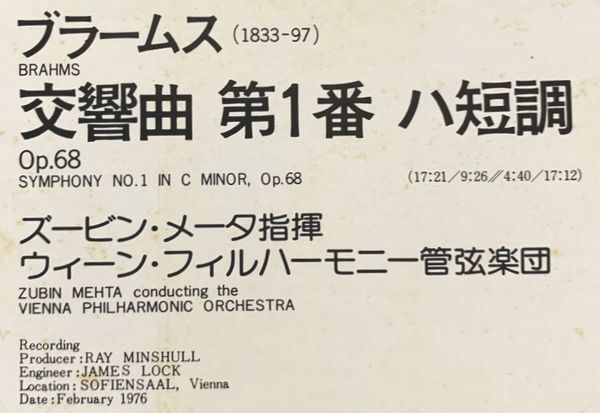 ブラームス(1833-97)
BRAHMS
交響曲 第1番 ハ短調
Op.68
SYMPHONY NO.1 IN C MINOR, Op.68 (17:21／9:26⫽4:40／17:12)
ズービン・メータ指揮
ウィーン・フィルハーモニー管弦楽団
ZUBIN MEHTA conducting the
VIENNA PHILHARMONIC ORCHESTRA
Recording
Producer:RAY MINSHULL
Engineer:JAMES LOCK
Location:SOFIENSAAL, Vienna
Date:February 1976